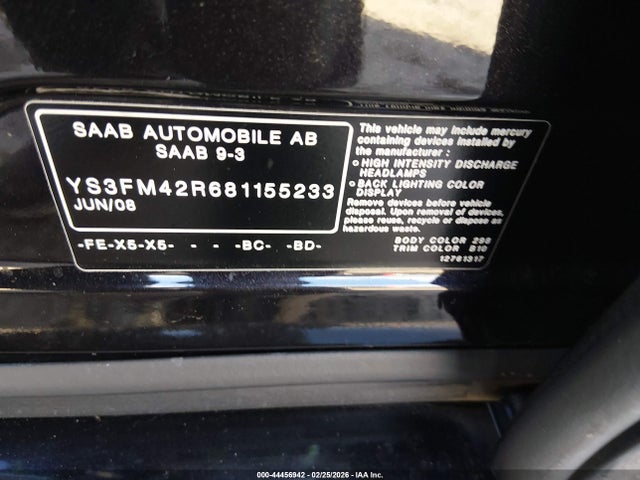 SAAB AUTOMOBILE AB
SAAB 9-3
YS3FM42R681155233
JUN/08
-FE-X5-X5- - - -BC- -BD-
This vehicle may include mercury
containing devices installed by
the manufacturer:
HIGH INTENSITY DISCHARGE
HEADLAMPS
BACK LIGHTING COLOR
DISPLAY
Remove devices before vehicle
disposal. Upon removal of devices,
please reuse, recycle or dispose as
hazardous waste.
BODY COLOR 298
TRIM COLOR B10
12761317
000-44456942 - 02/25/2026 - IAA Inc.